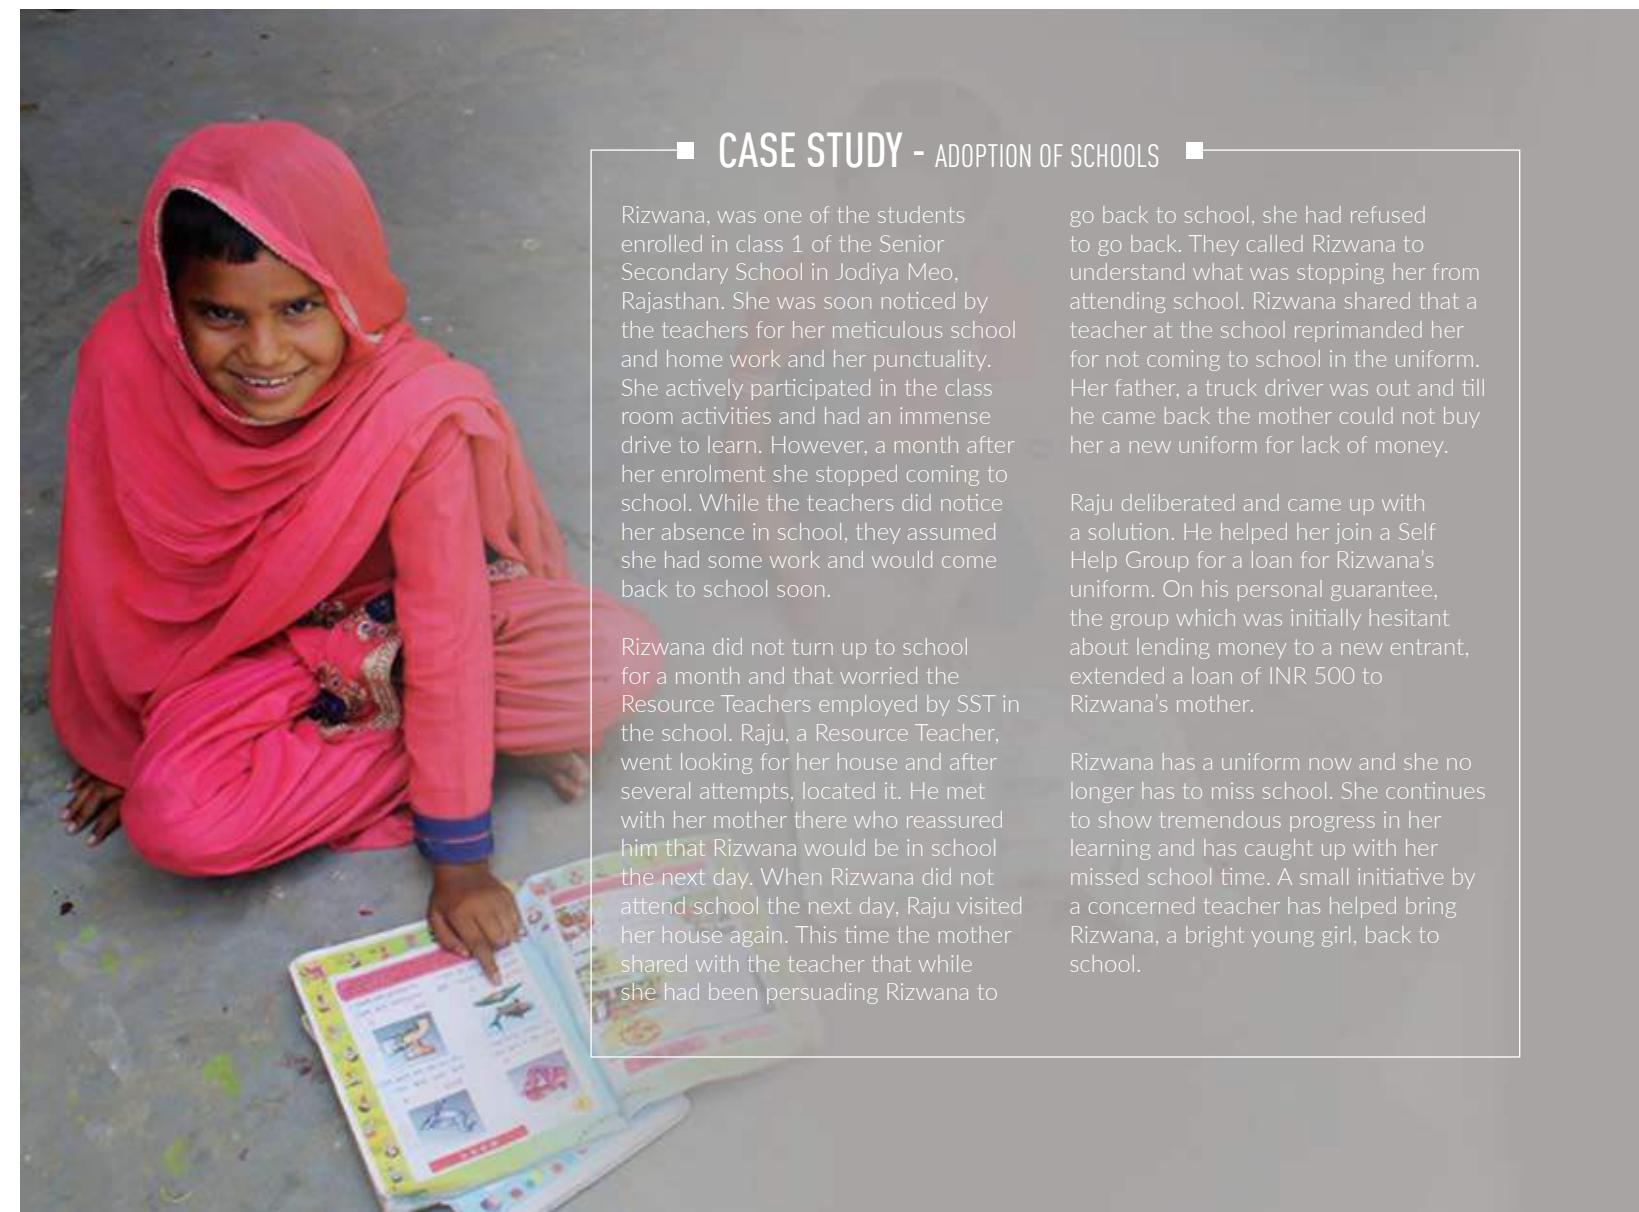 CASE STUDY - ADOPTION OF SCHOOLS
Rizwana, was one of the students
enrolled in class 1 of the Senior
Secondary School in Jodiya Meo,
Rajasthan. She was soon noticed by
the teachers for her meticulous school
and home work and her punctuality.
She actively participated in the class
room activities and had an immense
drive to learn. However, a month after
her enrolment she stopped coming to
school. While the teachers did notice
her absence in school, they assumed
she had some work and would come
back to school soon.
Rizwana did not turn up to school
for a month and that worried the
Resource Teachers employed by SST in
the school. Raju, a Resource Teacher,
went looking for her house and after
several attempts, located it. He met
with her mother there who reassured
him that Rizwana would be in school
the next day. When Rizwana did not
attend school the next day, Raju visited
her house again. This time the mother
shared with the teacher that while
she had been persuading Rizwana to
go back to school, she had refused
to go back. They called Rizwana to
understand what was stopping her from
attending school. Rizwana shared that a
teacher at the school reprimanded her
for not coming to school in the uniform.
Her father, a truck driver was out and till
he came back the mother could not buy
her a new uniform for lack of money.
Raju deliberated and came up with
a solution. He helped her join a Self
Help Group for a loan for Rizwana's
uniform. On his personal guarantee,
the group which was initially hesitant
about lending money to a new entrant,
extended a loan of INR 500 to
Rizwana's mother.
Rizwana has a uniform now and she no
longer has to miss school. She continues
to show tremendous progress in her
learning and has caught up with her
missed school time. A small initiative by
a concerned teacher has helped bring
Rizwana, a bright young girl, back to
school.